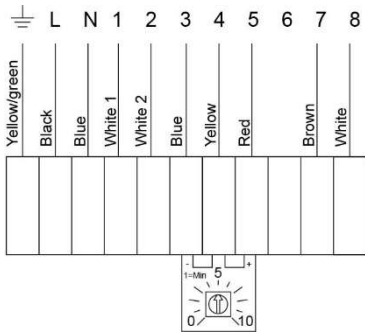 L N 1 2 3 4 5 6 7 8
Yellow/green
Black
Blue
White 1
White 2
Blue
Yellow
Red
Brown
White
- +
1=Min 5
0 10